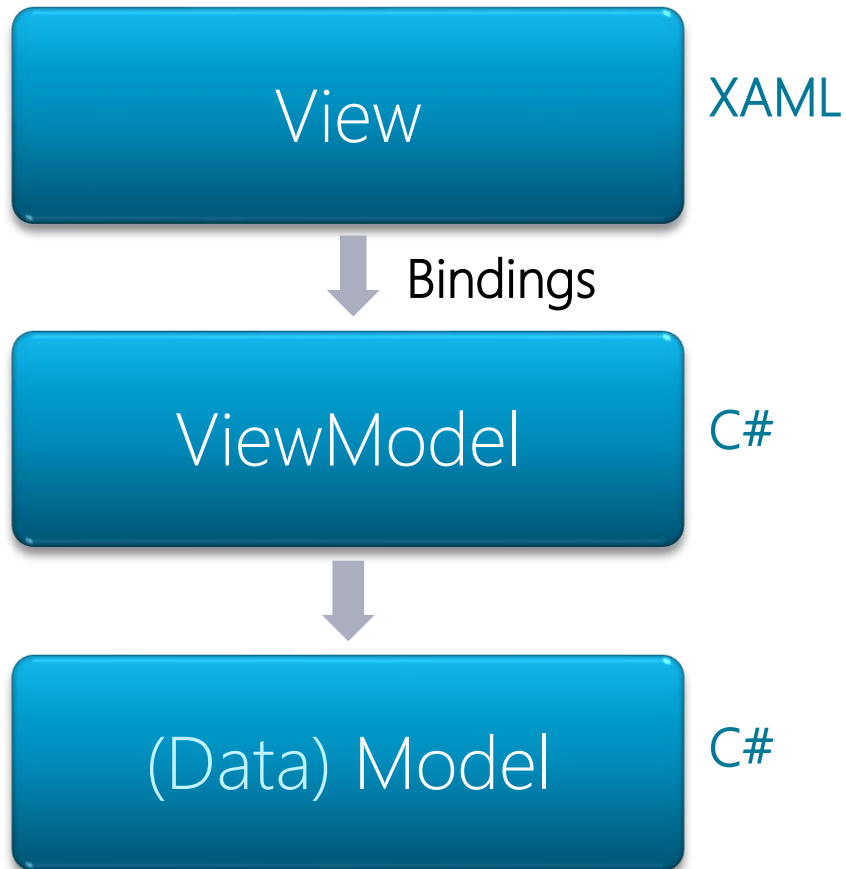 View
XAML
Bindings
ViewModel
C#
(Data) Model
C#